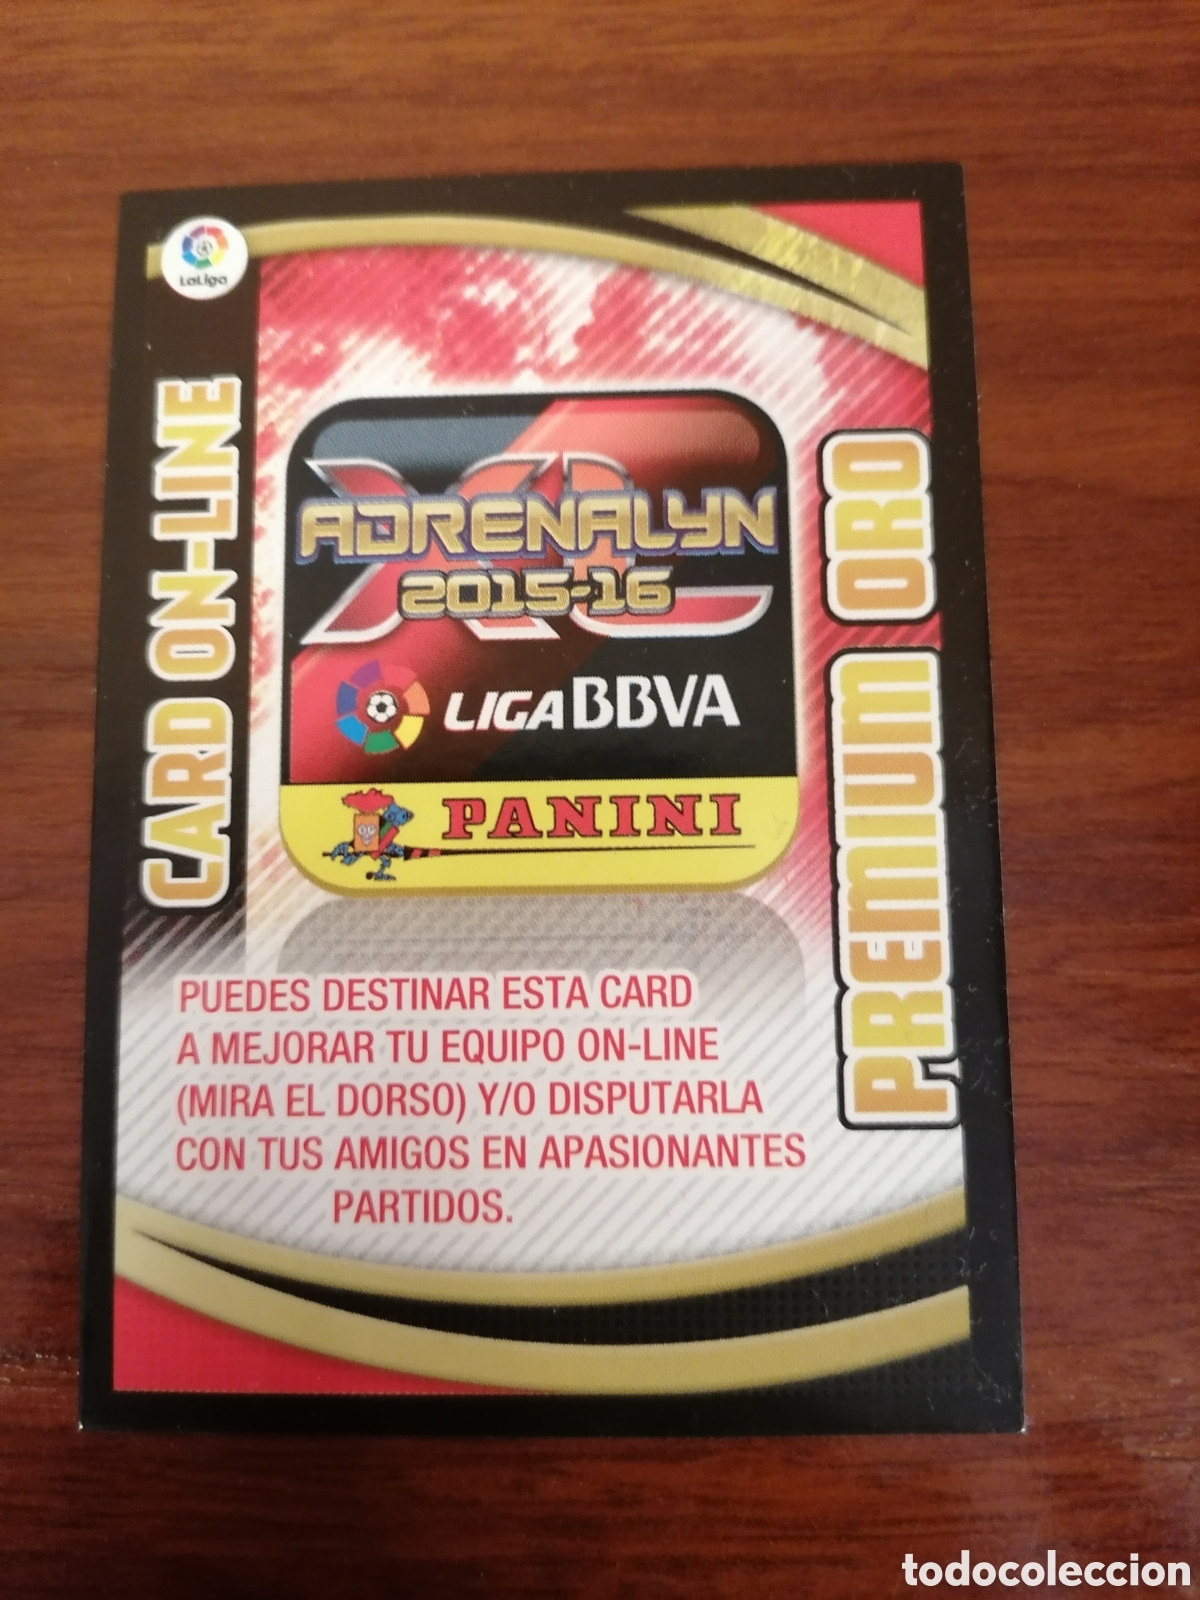 LaLiga
CARD ON-LINE
ADRENALYN
XL
2015-16
LIGA BBVA
PANINI
PREMIUM ORO
PUEDES DESTINAR ESTA CARD
A MEJORAR TU EQUIPO ON-LINE
(MIRA EL DORSO) Y/O DISPUTARLA
CON TUS AMIGOS EN APASIONANTES
PARTIDOS.
todocoleccion